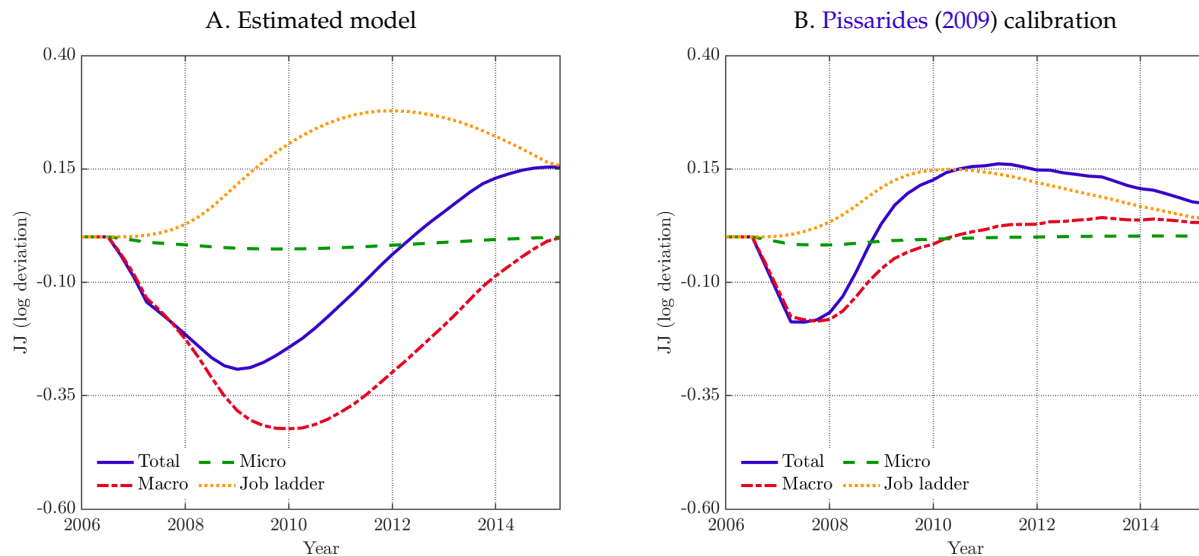 A. Estimated model
0.40
0.15
-0.10
-0.35
-0.60
JJ (log deviation)
Total
Micro
Macro
Job ladder
2006
2008
2010
2012
2014
Year
B. Pissarides (2009) calibration
0.40
0.15
-0.10
-0.35
-0.60
JJ (log deviation)
Total
Micro
Macro
Job ladder
2006
2008
2010
2012
2014
Year